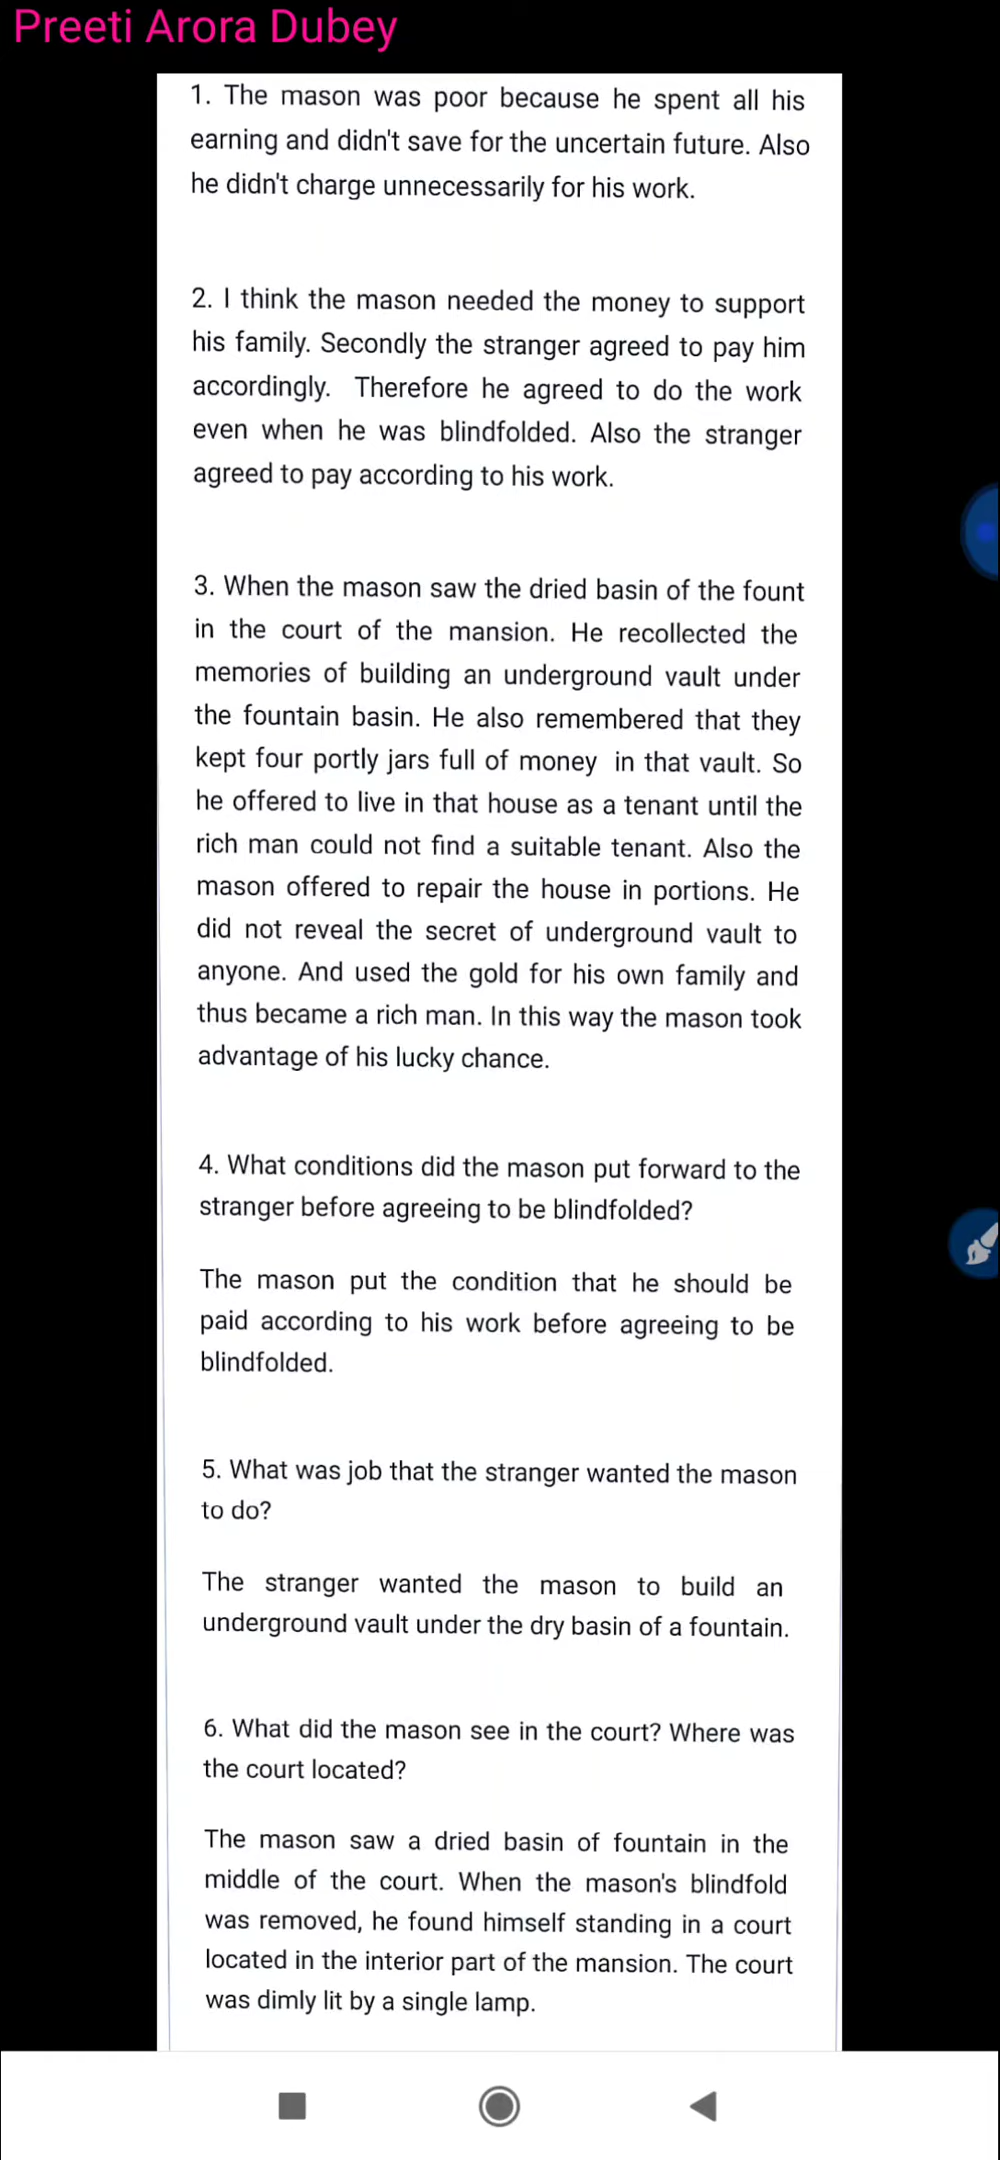 Preeti Arora Dubey
1. The mason was poor because he spent all his
earning and didn't save for the uncertain future. Also
he didn't charge unnecessarily for his work.
2. I think the mason needed the money to support
his family. Secondly the stranger agreed to pay him
accordingly. Therefore he agreed to do the work
even when he was blindfolded. Also the stranger
agreed to pay according to his work.
3. When the mason saw the dried basin of the fount
in the court of the mansion. He recollected the
memories of building an underground vault under
the fountain basin. He also remembered that they
kept four portly jars full of money in that vault. So
he offered to live in that house as a tenant until the
rich man could not find a suitable tenant. Also the
mason offered to repair the house in portions. He
did not reveal the secret of underground vault to
anyone. And used the gold for his own family and
thus became a rich man. In this way the mason took
advantage of his lucky chance.
4. What conditions did the mason put forward to the
stranger before agreeing to be blindfolded?
The mason put the condition that he should be
paid according to his work before agreeing to be
blindfolded.
5. What was job that the stranger wanted the mason
to do?
The stranger wanted the mason to build an
underground vault under the dry basin of a fountain.
6. What did the mason see in the court? Where was
the court located?
The mason saw a dried basin of fountain in the
middle of the court. When the mason's blindfold
was removed, he found himself standing in a court
located in the interior part of the mansion. The court
was dimly lit by a single lamp.